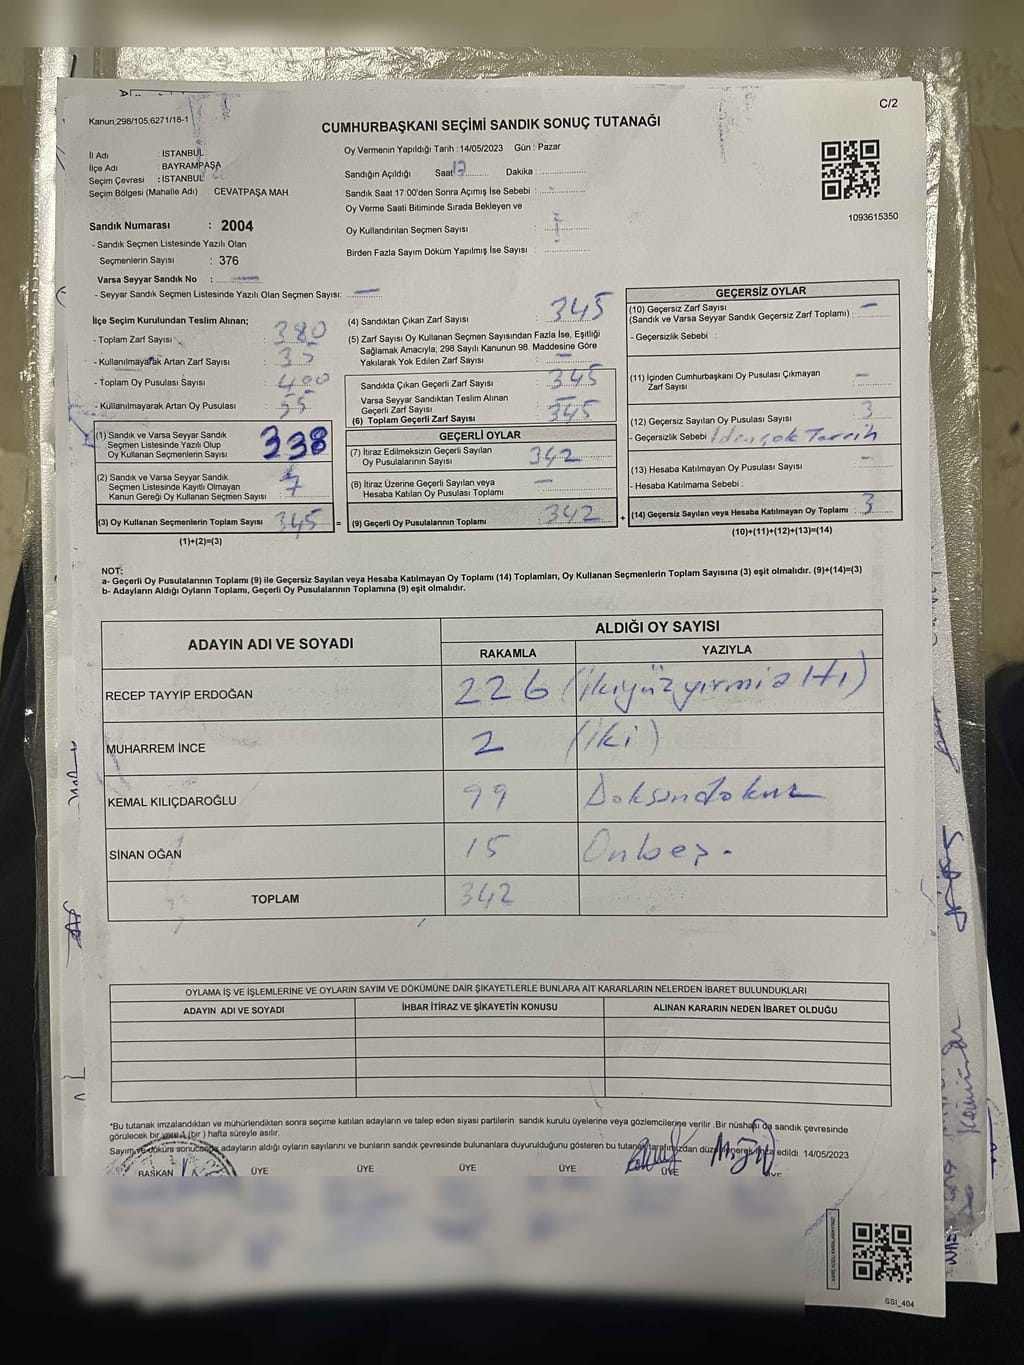 C/2
Kanun,298/105,6271/18-1
CUMHURBAŞKANI SEÇİMİ SANDIK SONUÇ TUTANAĞI
İl Adı : İSTANBUL
İlçe Adı : BAYRAMPAŞA
Seçim Çevresi : İSTANBUL
Seçim Bölgesi (Mahalle Adı) : CEVATPAŞA MAH.
Oy Vermenin Yapıldığı Tarih :14/05/2023 Gün : Pazar
Sandığın Açıldığı Saat 17 Dakika :
Sandık Saat 17:00'den Sonra Açımış İse Sebebi :
Oy Verme Saati Bitiminde Sırada Bekleyen ve
Oy Kullandırılan Seçmen Sayısı :
Birden Fazla Sayım Döküm Yapılmış İse Sayısı :
1093615350
Sandık Numarası : 2004
- Sandık Seçmen Listesinde Yazılı Olan
Seçmenlerin Sayısı : 376
Varsa Seyyar Sandık No : —
- Seyyar Sandık Seçmen Listesinde Yazılı Olan Seçmen Sayısı: —
İlçe Seçim Kurulundan Teslim Alınan;
- Toplam Zarf Sayısı : 380
- Kullanılmayarak Artan Zarf Sayısı : 35
- Toplam Oy Pusulası Sayısı : 400
- Kullanılmayarak Artan Oy Pusulası : 55
(1) Sandık ve Varsa Seyyar Sandık
Seçmen Listesinde Yazılı Olup
Oy Kullanan Seçmenlerin Sayısı 338
(2) Sandık ve Varsa Seyyar Sandık
Seçmen Listesinde Kayıtlı Olmayan
Kanun Gereği Oy Kullanan Seçmen Sayısı : 7
(3) Oy Kullanan Seçmenlerin Toplam Sayısı : 345 =
(1)+(2)=(3)
(4) Sandıktan Çıkan Zarf Sayısı : 345
(5) Zarf Sayısı Oy Kullanan Seçmen Sayısından Fazla İse, Eşitliği
Sağlamak Amacıyla, 298 Sayılı Kanunun 98. Maddesine Göre
Yakılarak Yok Edilen Zarf Sayısı : —
Sandıkta Çıkan Geçerli Zarf Sayısı : 345
Varsa Seyyar Sandıktan Teslim Alınan
Geçerli Zarf Sayısı : —
(6) Toplam Geçerli Zarf Sayısı : 345
GEÇERLİ OYLAR
(7) İtiraz Edilmeksizin Geçerli Sayılan
Oy Pusulalarının Sayısı : 342
(8) İtiraz Üzerine Geçerli Sayılan veya
Hesaba Katılan Oy Pusulası Toplamı : —
(9) Geçerli Oy Pusulalarının Toplamı : 342 +
GEÇERSİZ OYLAR
(10) Geçersiz Zarf Sayısı
(Sandık ve Varsa Seyyar Sandık Geçersiz Zarf Toplamı) : —
- Geçersizlik Sebebi :
(11) İçinden Cumhurbaşkanı Oy Pusulası Çıkmayan
Zarf Sayısı : —
(12) Geçersiz Sayılan Oy Pusulası Sayısı : 3
- Geçersizlik Sebebi 1 den çok Tercih
(13) Hesaba Katılmayan Oy Pusulası Sayısı : —
- Hesaba Katılmama Sebebi :
(14) Geçersiz Sayılan veya Hesaba Katılmayan Oy Toplamı : 3
(10)+(11)+(12)+(13)=(14)
NOT:
a- Geçerli Oy Pusulalarının Toplamı (9) ile Geçersiz Sayılan veya Hesaba Katılmayan Oy Toplamı (14) Toplamları, Oy Kullanan Seçmenlerin Toplam Sayısına (3) eşit olmalıdır. (9)+(14)=(3)
b- Adayların Aldığı Oyların Toplamı, Geçerli Oy Pusulalarının Toplamına (9) eşit olmalıdır.
ADAYIN ADI VE SOYADI ALDIĞI OY SAYISI
RAKAMLA YAZIYLA
RECEP TAYYİP ERDOĞAN 226 (ikiyüzyirmialtı)
MUHARREM İNCE 2 (iki)
KEMAL KILIÇDAROĞLU 99 Doksandokuz
SİNAN OĞAN 15 Onbeş.
TOPLAM 342
OYLAMA İŞ VE İŞLEMLERİNE VE OYLARIN SAYIM VE DÖKÜMÜNE DAİR ŞİKAYETLERLE BUNLARA AİT KARARLARIN NELERDEN İBARET BULUNDUKLARI
ADAYIN ADI VE SOYADI İHBAR İTİRAZ VE ŞİKAYETİN KONUSU ALINAN KARARIN NEDEN İBARET OLDUĞU
*Bu tutanak imzalandıktan ve mühürlendikten sonra seçime katılan adayların ve talep eden siyasi partilerin sandık kurulu üyelerine veya gözlemcilerine verilir .Bir nüshası da sandık çevresinde
görülecek bir yere 1 (bir ) hafta süreyle asılır.
Sayım ve döküm sonucunda adayların aldığı oyların sayılarını ve bunların sandık çevresinde bulunanlara duyurulduğunu gösteren bu tutanak tarafımızdan düzenlenerek imza edildi. 14/05/2023
BAŞKAN ÜYE ÜYE ÜYE ÜYE ÜYE ÜYE
SSI_404